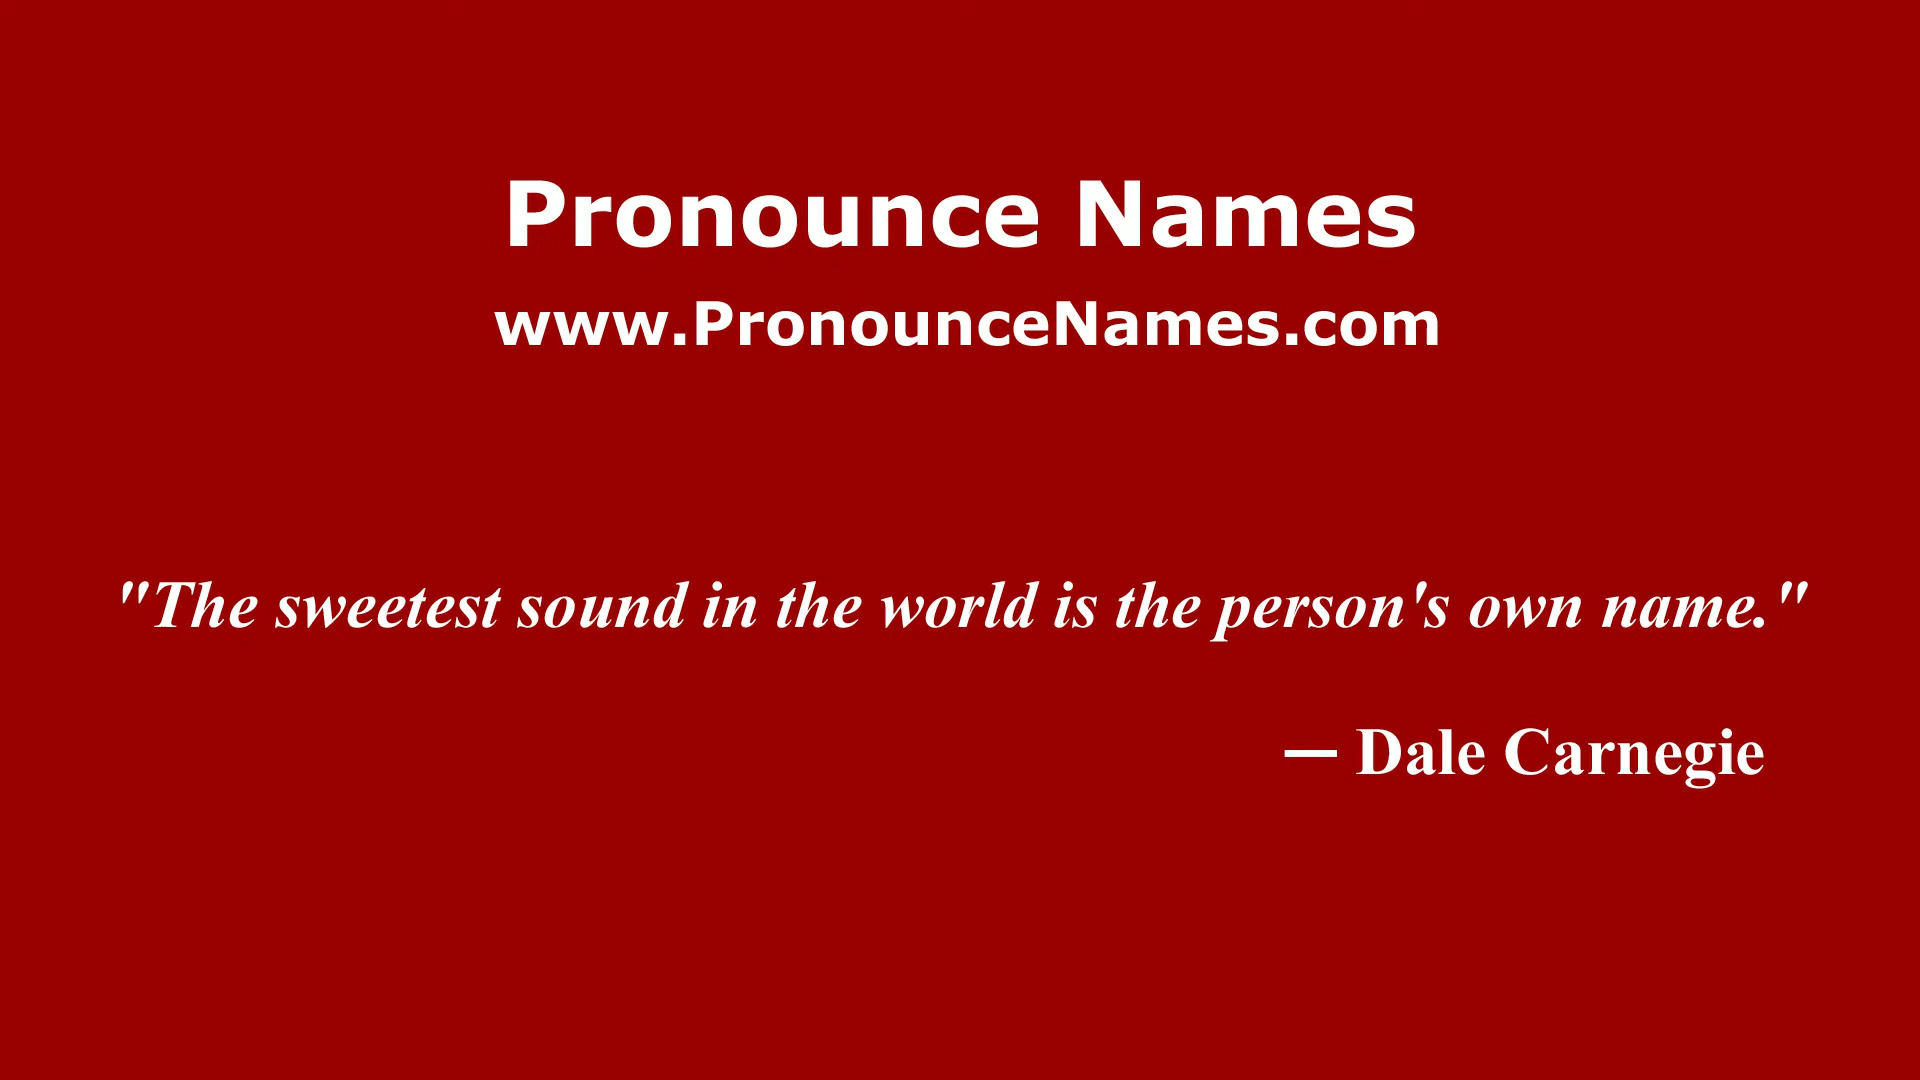 Pronounce Names
www.PronounceNames.com
"The sweetest sound in the world is the person's own name."
— Dale Carnegie